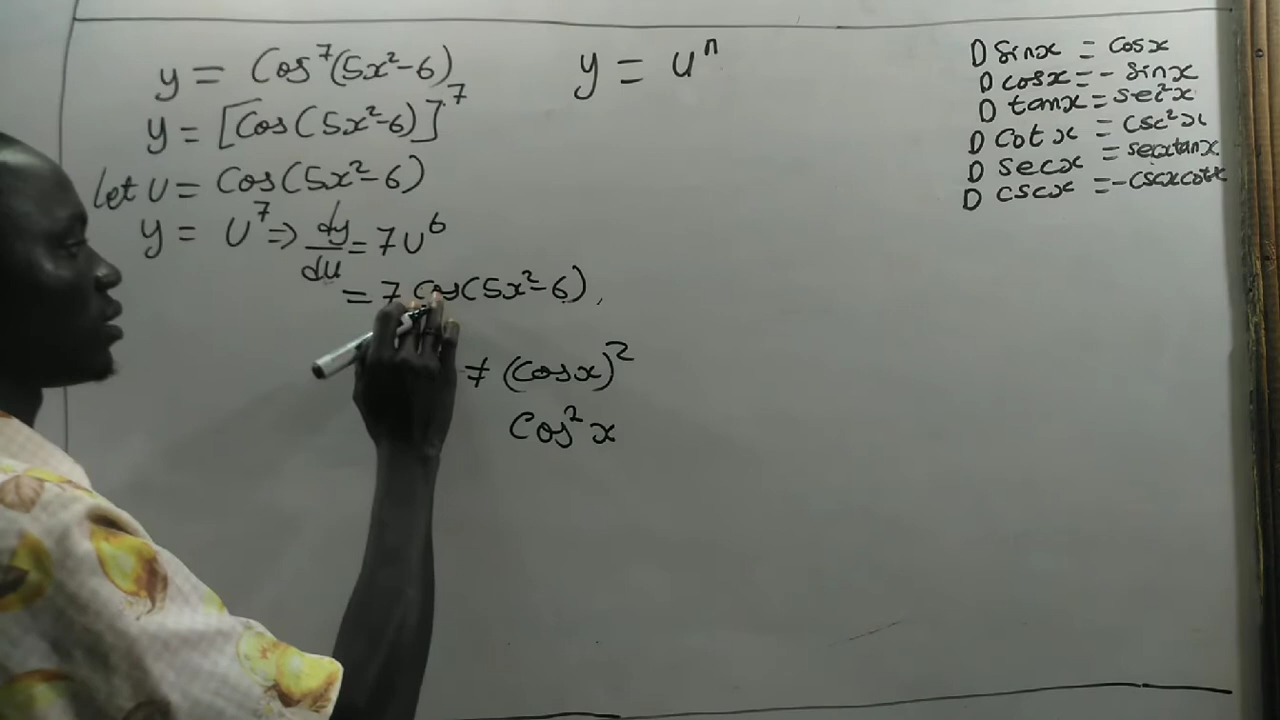 y = Cos⁷(5x²-6)
y = [Cos(5x²-6)]⁷
let U = Cos(5x²-6)
y = U⁷ ⇒ dy/du = 7U⁶
= 7 Cos(5x²-6)
≠ (Cosx)²
Cos²x
y = uⁿ
D Sinx = Cosx
D Cosx = - Sinx
D tanx = sec²x
D Cotx = Csc²x
D Secx = secxtanx
D Cscx = -Cscxcotx